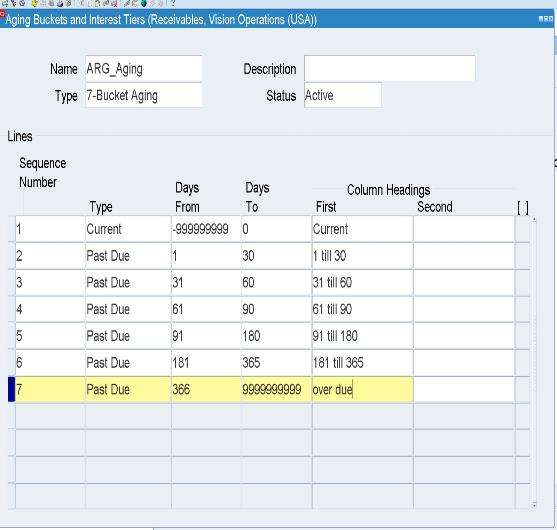 Aging Buckets and Interest Tiers (Receivables, Vision Operations (USA))
Name ARG_Aging Description
Type 7-Bucket Aging Status Active
Lines
Sequence
Number Days Days Column Headings
Type From To First Second [ ]
1 Current -999999999 0 Current
2 Past Due 1 30 1 till 30
3 Past Due 31 60 31 till 60
4 Past Due 61 90 61 till 90
5 Past Due 91 180 91 till 180
6 Past Due 181 365 181 till 365
7 Past Due 366 9999999999 over due